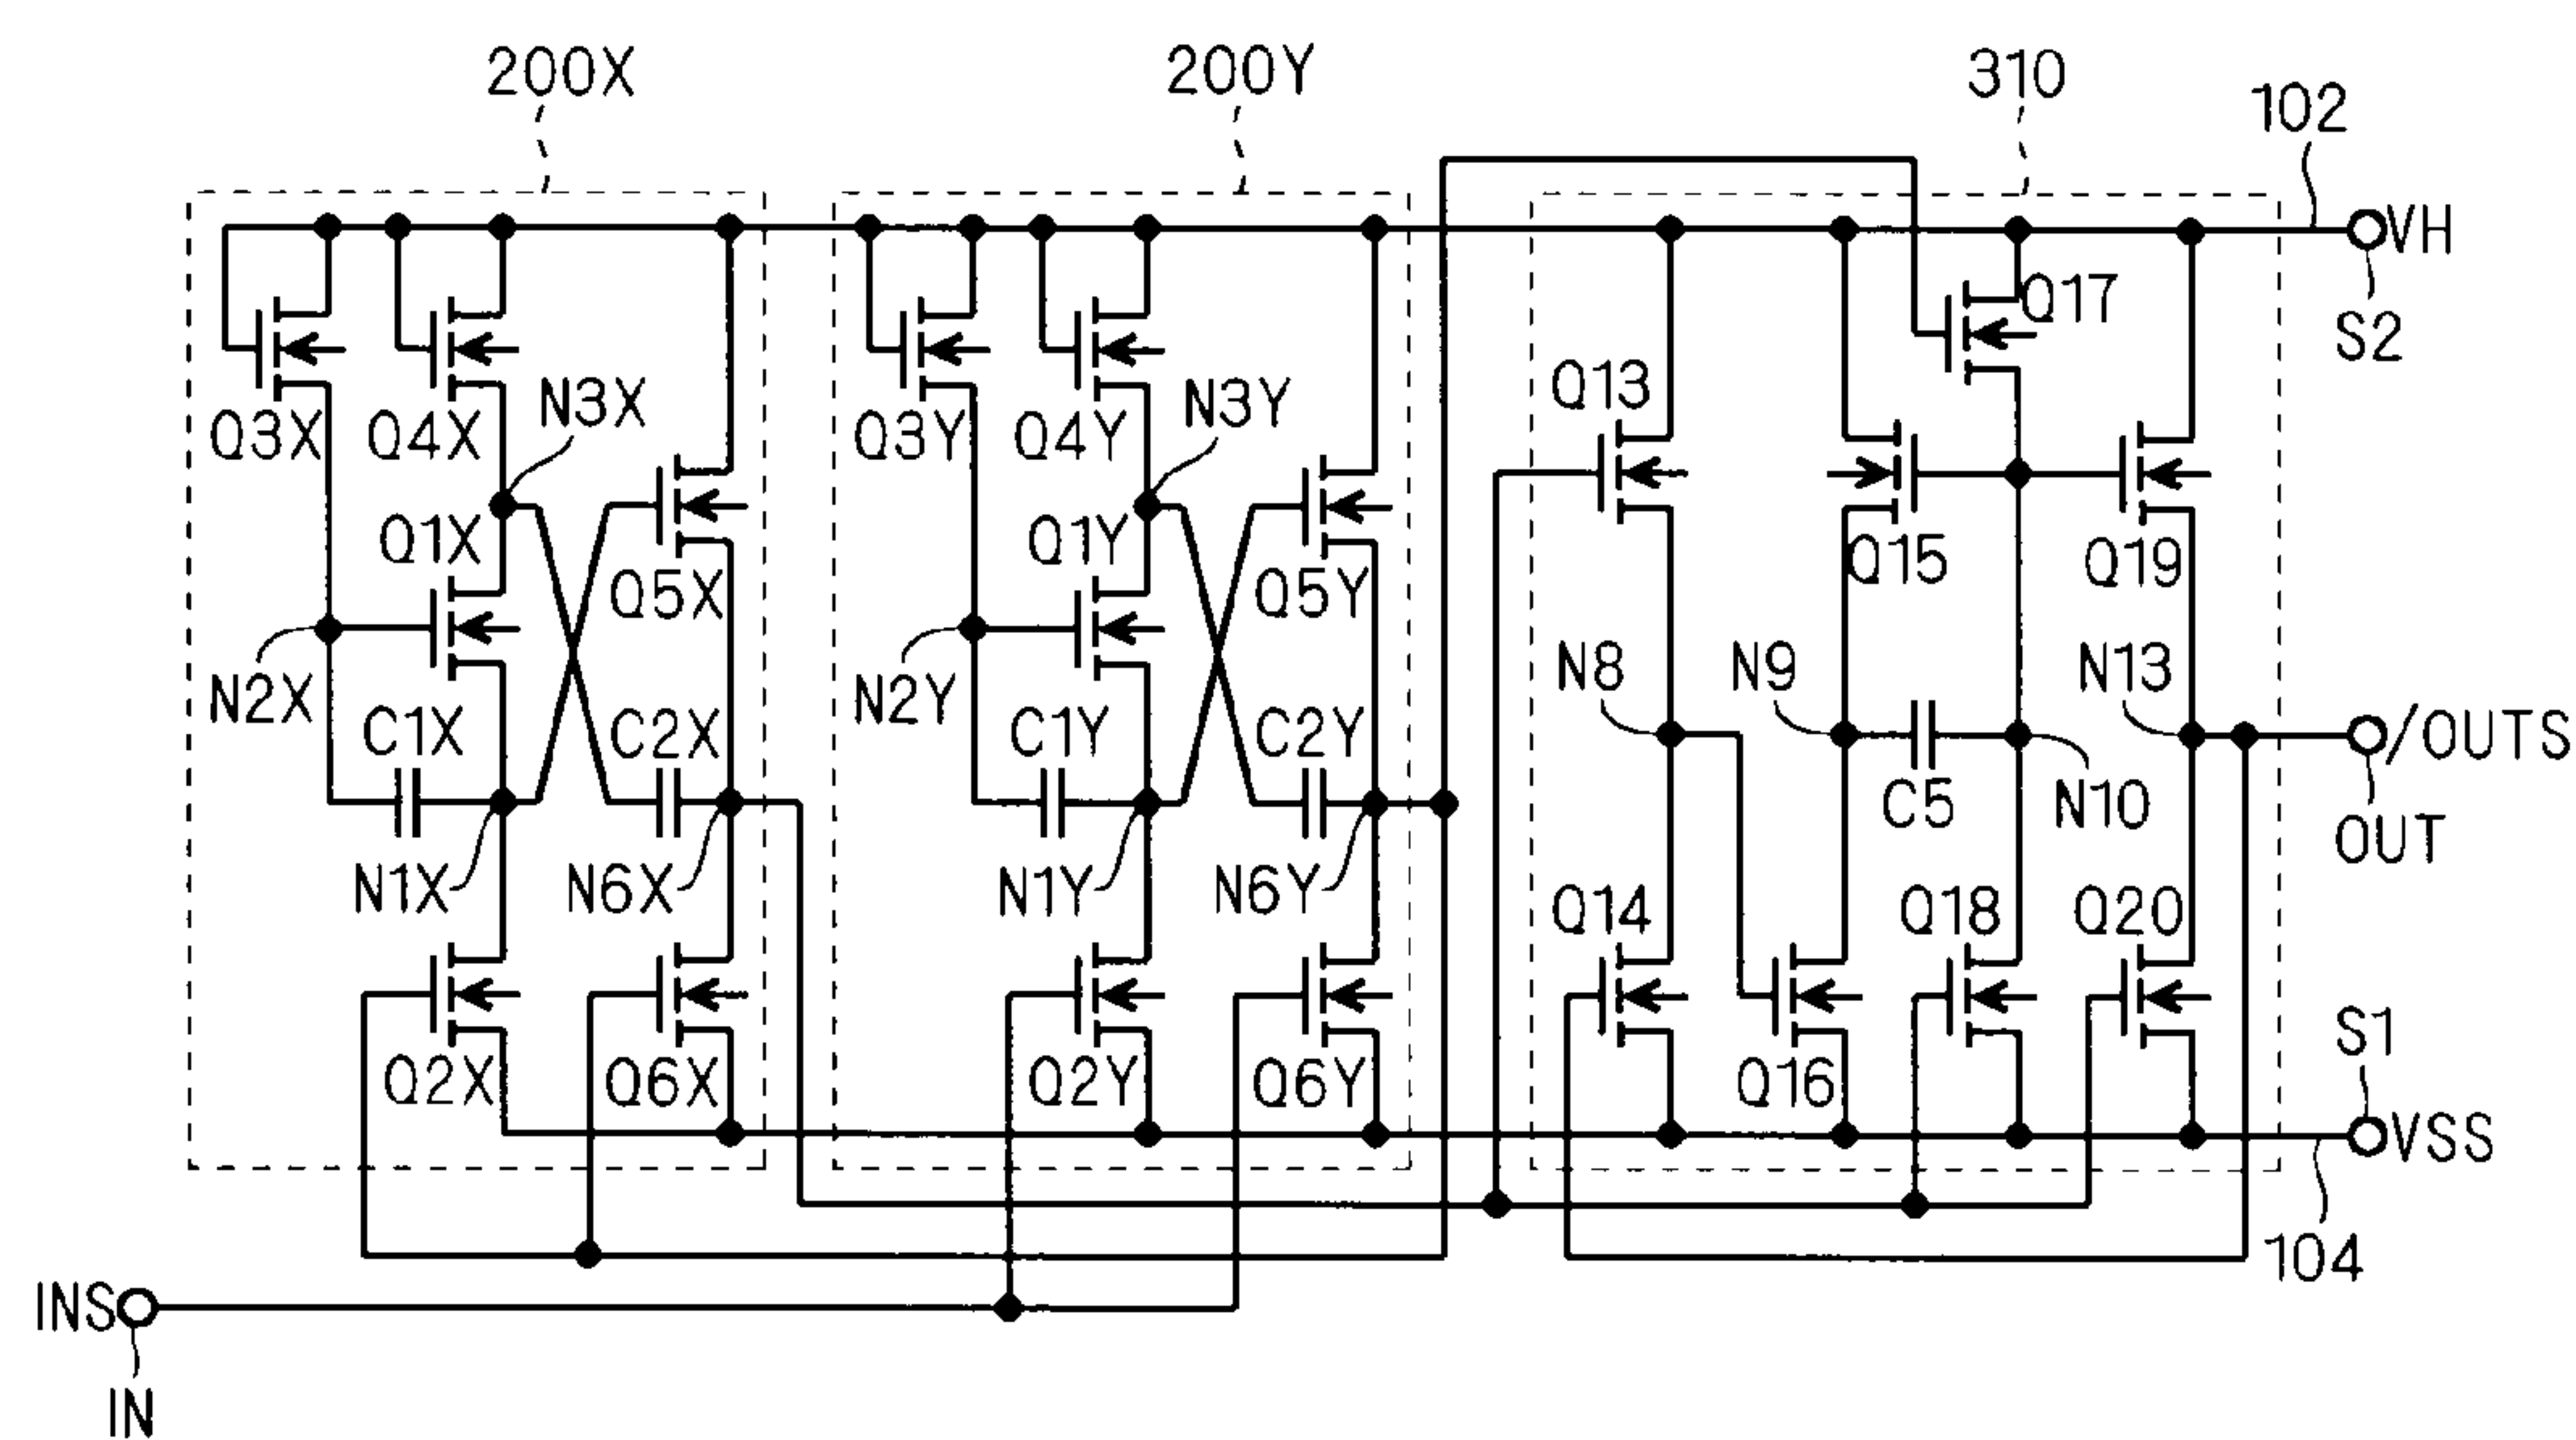 200X
200Y
310
102
VH
S2
Q17
Q13
Q3X
Q4X
N3X
Q3Y
Q4Y
N3Y
Q1X
Q5X
Q1Y
Q5Y
Q15
Q19
N2X
C1X
C2X
N2Y
C1Y
C2Y
N8
N9
N13
/OUTS
C5
N10
OUT
N1X
N6X
N1Y
N6Y
Q14
Q18
Q20
Q2X
Q6X
Q2Y
Q6Y
Q16
S1
VSS
104
INS
IN